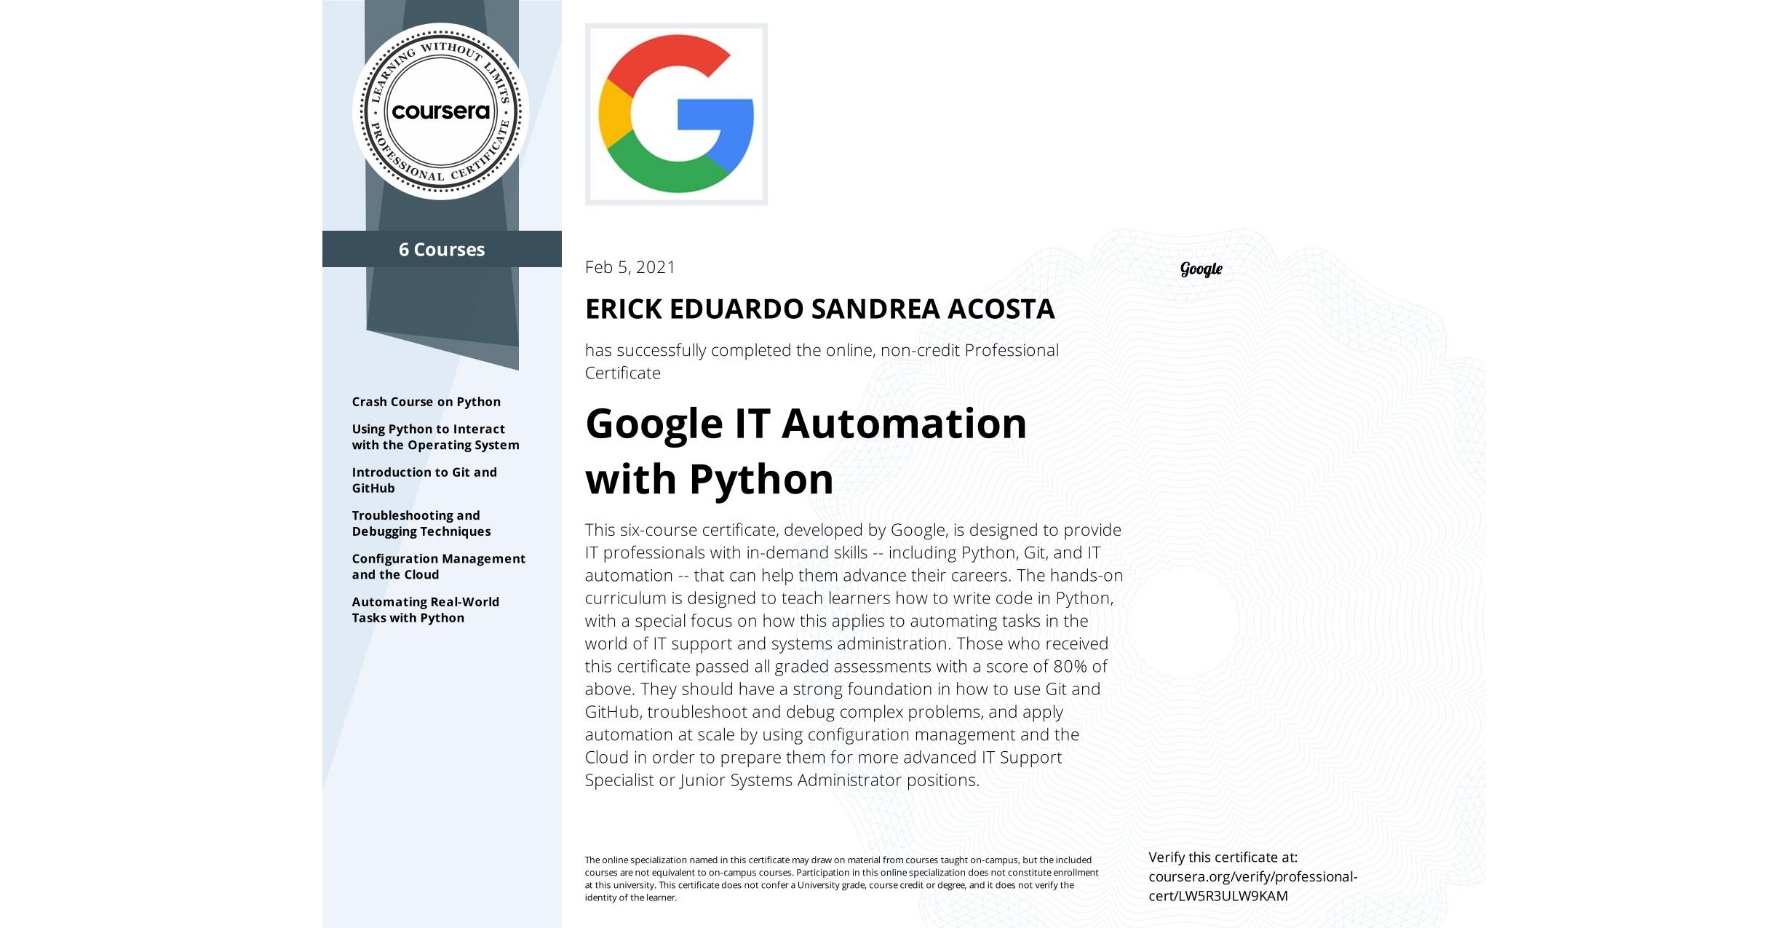 LEARNING WITHOUT LIMITS
coursera
PROFESSIONAL CERTIFICATE
6 Courses
Crash Course on Python
Using Python to Interact
with the Operating System
Introduction to Git and
GitHub
Troubleshooting and
Debugging Techniques
Configuration Management
and the Cloud
Automating Real-World
Tasks with Python
G
Feb 5, 2021
Google
ERICK EDUARDO SANDREA ACOSTA
has successfully completed the online, non-credit Professional
Certificate
Google IT Automation
with Python
This six-course certificate, developed by Google, is designed to provide
IT professionals with in-demand skills -- including Python, Git, and IT
automation -- that can help them advance their careers. The hands-on
curriculum is designed to teach learners how to write code in Python,
with a special focus on how this applies to automating tasks in the
world of IT support and systems administration. Those who received
this certificate passed all graded assessments with a score of 80% of
above. They should have a strong foundation in how to use Git and
GitHub, troubleshoot and debug complex problems, and apply
automation at scale by using configuration management and the
Cloud in order to prepare them for more advanced IT Support
Specialist or Junior Systems Administrator positions.
The online specialization named in this certificate may draw on material from courses taught on-campus, but the included
courses are not equivalent to on-campus courses. Participation in this online specialization does not constitute enrollment
at this university. This certificate does not confer a University grade, course credit or degree, and it does not verify the
identity of the learner.
Verify this certificate at:
coursera.org/verify/professional-
cert/LW5R3ULW9KAM